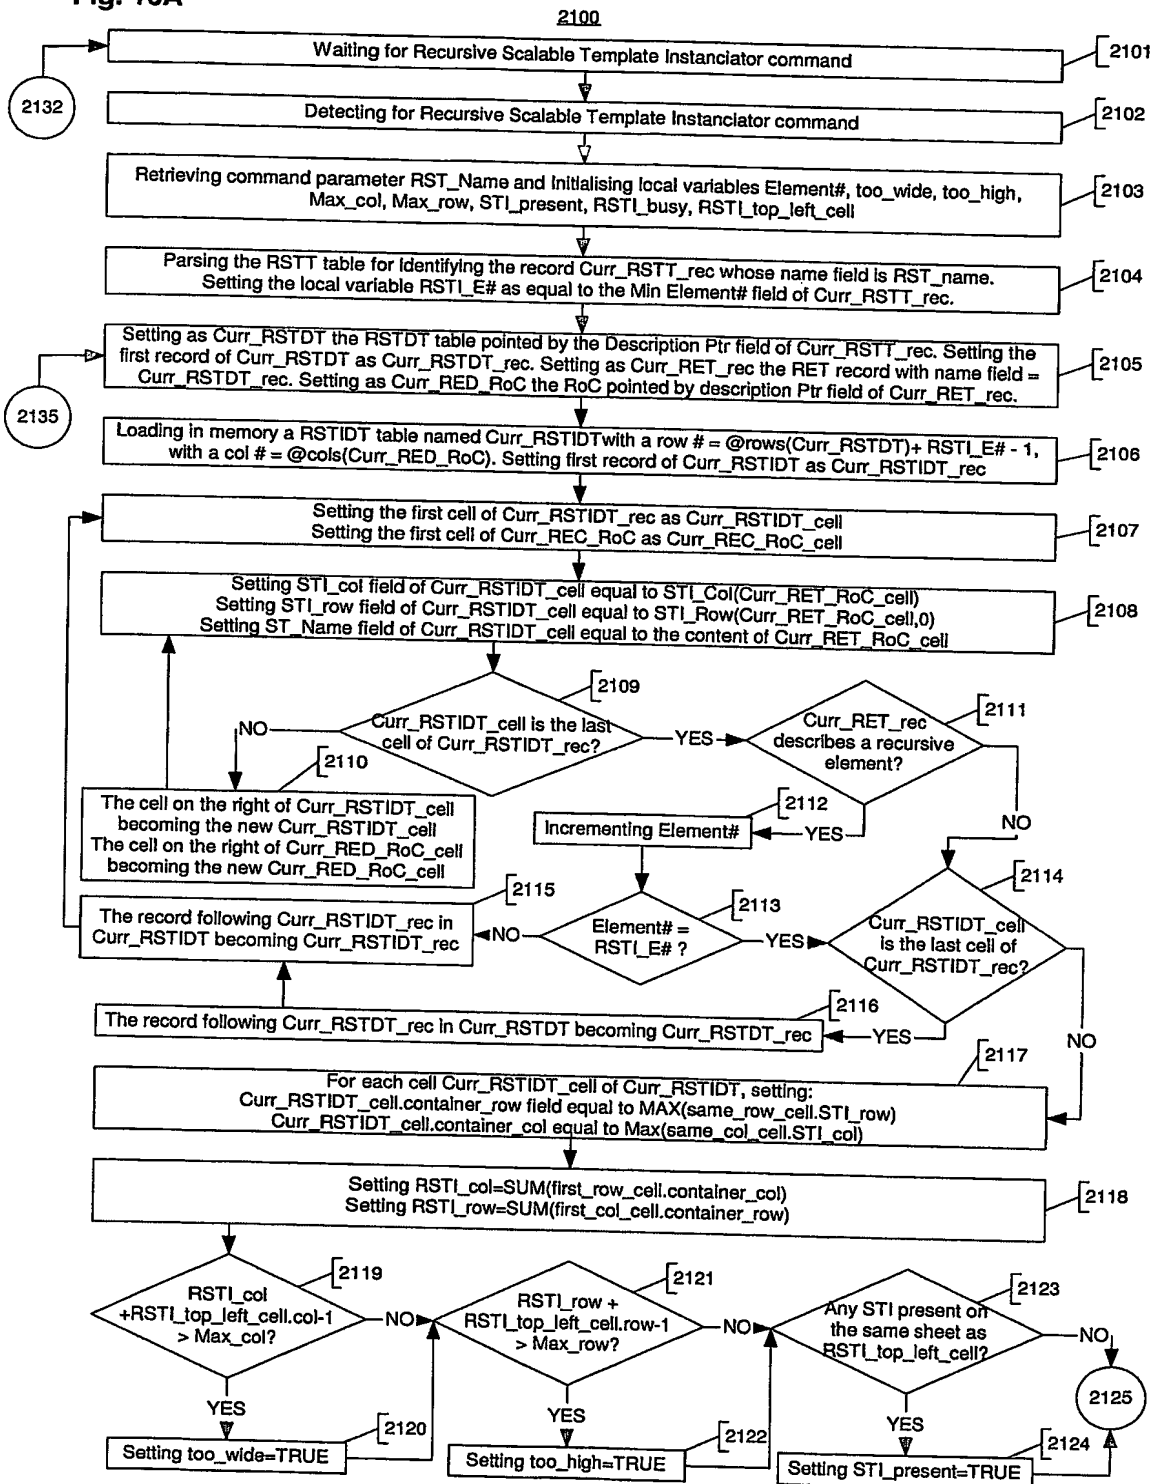 2100
Waiting for Recursive Scalable Template Instanciator command
2101
2132
Detecting for Recursive Scalable Template Instanciator command
2102
Retrieving command parameter RST_Name and Initialising local variables Element#, too_wide, too_high,
Max_col, Max_row, STI_present, RSTI_busy, RSTI_top_left_cell
2103
Parsing the RSTT table for identifying the record Curr_RSTT_rec whose name field is RST_name.
Setting the local variable RSTI_E# as equal to the Min Element# field of Curr_RSTT_rec.
2104
Setting as Curr_RSTDT the RSTDT table pointed by the Description Ptr field of Curr_RSTT_rec. Setting the
first record of Curr_RSTDT as Curr_RSTDT_rec. Setting as Curr_RET_rec the RET record with name field =
Curr_RSTDT_rec. Setting as Curr_RED_RoC the RoC pointed by description Ptr field of Curr_RET_rec.
2105
2135
Loading in memory a RSTIDT table named Curr_RSTIDTwith a row # = @rows(Curr_RSTDT)+ RSTI_E# - 1,
with a col # = @cols(Curr_RED_RoC). Setting first record of Curr_RSTIDT as Curr_RSTIDT_rec
2106
Setting the first cell of Curr_RSTIDT_rec as Curr_RSTIDT_cell
Setting the first cell of Curr_REC_RoC as Curr_REC_RoC_cell
2107
Setting STI_col field of Curr_RSTIDT_cell equal to STI_Col(Curr_RET_RoC_cell)
Setting STI_row field of Curr_RSTIDT_cell equal to STI_Row(Curr_RET_RoC_cell,0)
Setting ST_Name field of Curr_RSTIDT_cell equal to the content of Curr_RET_RoC_cell
2108
2109
Curr_RSTIDT_cell is the last
cell of Curr_RSTIDT_rec?
NO
YES
2111
Curr_RET_rec
describes a recursive
element?
2110
The cell on the right of Curr_RSTIDT_cell
becoming the new Curr_RSTIDT_cell
The cell on the right of Curr_RED_RoC_cell
becoming the new Curr_RED_RoC_cell
2112
Incrementing Element#
YES
NO
2115
The record following Curr_RSTIDT_rec in
Curr_RSTIDT becoming Curr_RSTIDT_rec
NO
2113
Element# =
RSTI_E# ?
YES
2114
Curr_RSTIDT_cell
is the last cell of
Curr_RSTIDT_rec?
2116
The record following Curr_RSTDT_rec in Curr_RSTDT becoming Curr_RSTDT_rec
YES
NO
2117
For each cell Curr_RSTIDT_cell of Curr_RSTIDT, setting:
Curr_RSTIDT_cell.container_row field equal to MAX(same_row_cell.STI_row)
Curr_RSTIDT_cell.container_col equal to Max(same_col_cell.STI_col)
Setting RSTI_col=SUM(first_row_cell.container_col)
Setting RSTI_row=SUM(first_col_cell.container_row)
2118
2119
RSTI_col
+RSTI_top_left_cell.col-1
> Max_col?
NO
2121
RSTI_row +
RSTI_top_left_cell.row-1
> Max_row?
NO
2123
Any STI present on
the same sheet as
RSTI_top_left_cell?
NO
2125
YES
2120
Setting too_wide=TRUE
YES
2122
Setting too_high=TRUE
YES
2124
Setting STI_present=TRUE